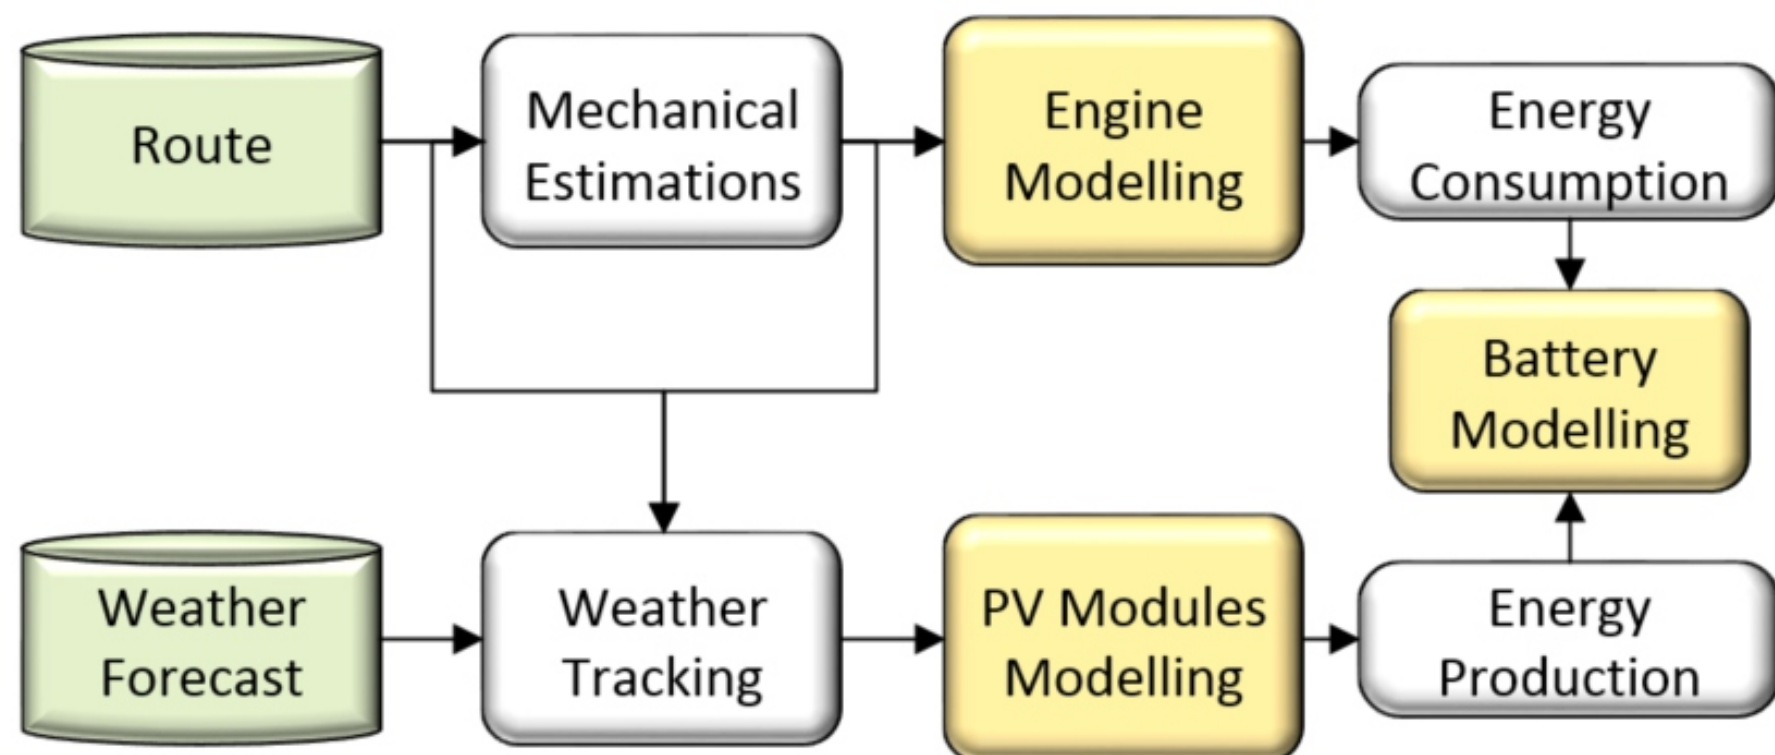 Route
Mechanical
Estimations
Engine
Modelling
Energy
Consumption
Battery
Modelling
Weather
Forecast
Weather
Tracking
PV Modules
Modelling
Energy
Production